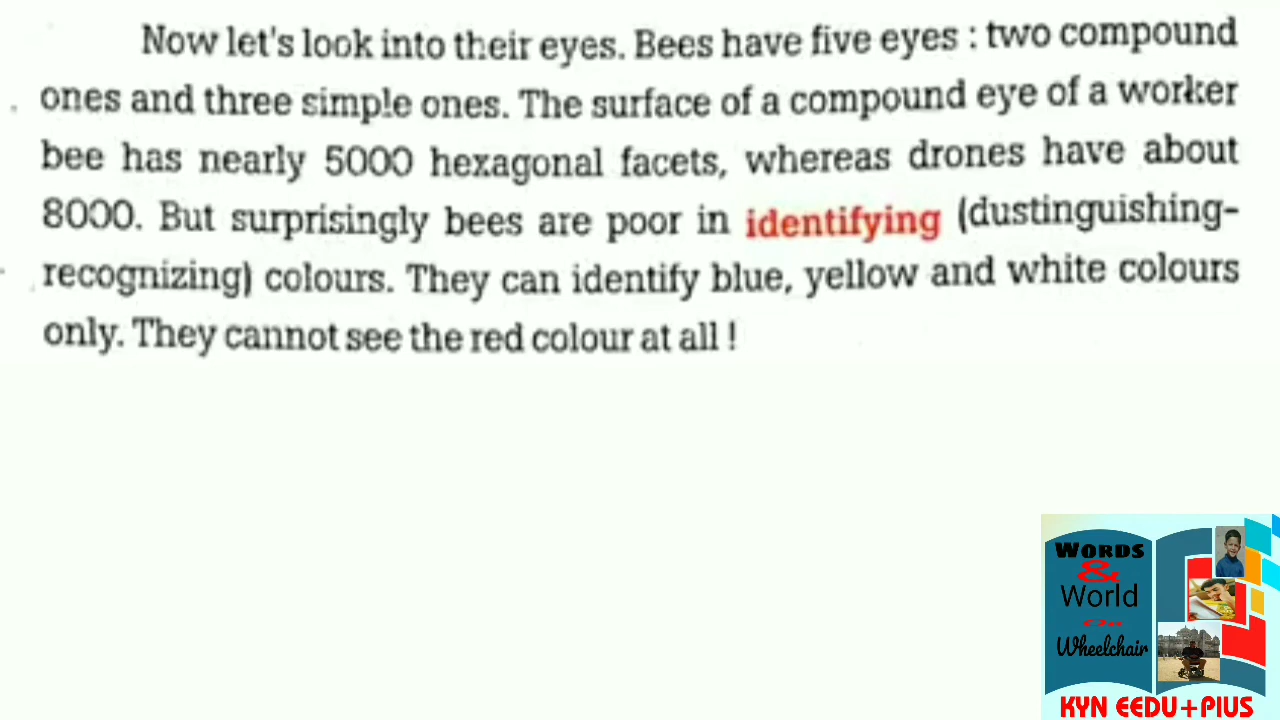 Now let's look into their eyes. Bees have five eyes : two compound
ones and three simple ones. The surface of a compound eye of a worker
bee has nearly 5000 hexagonal facets, whereas drones have about
8000. But surprisingly bees are poor in identifying (dustinguishing-
recognizing) colours. They can identify blue, yellow and white colours
only. They cannot see the red colour at all !
WORDS
&
World
On
Wheelchair
KYN EEDU+PIUS